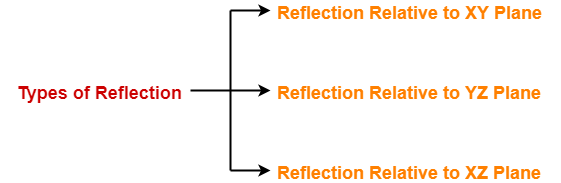 Reflection Relative to XY Plane
Types of Reflection
Reflection Relative to YZ Plane
Reflection Relative to XZ Plane